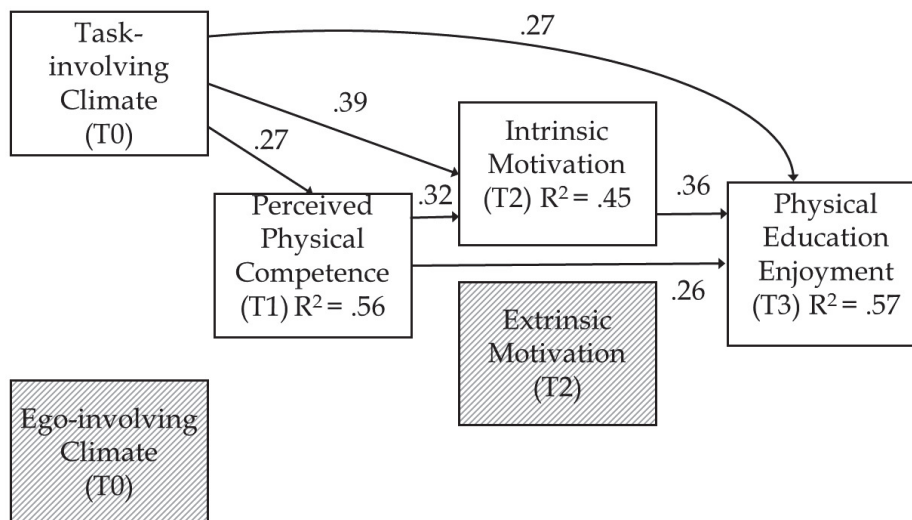 Task-
involving
Climate
(T0)
.27
.39
.27
Intrinsic
Motivation
(T2) R² = .45
.32
.36
Perceived
Physical
Competence
(T1) R² = .56
Physical
Education
Enjoyment
(T3) R² = .57
.26
Extrinsic
Motivation
(T2)
Ego-involving
Climate
(T0)